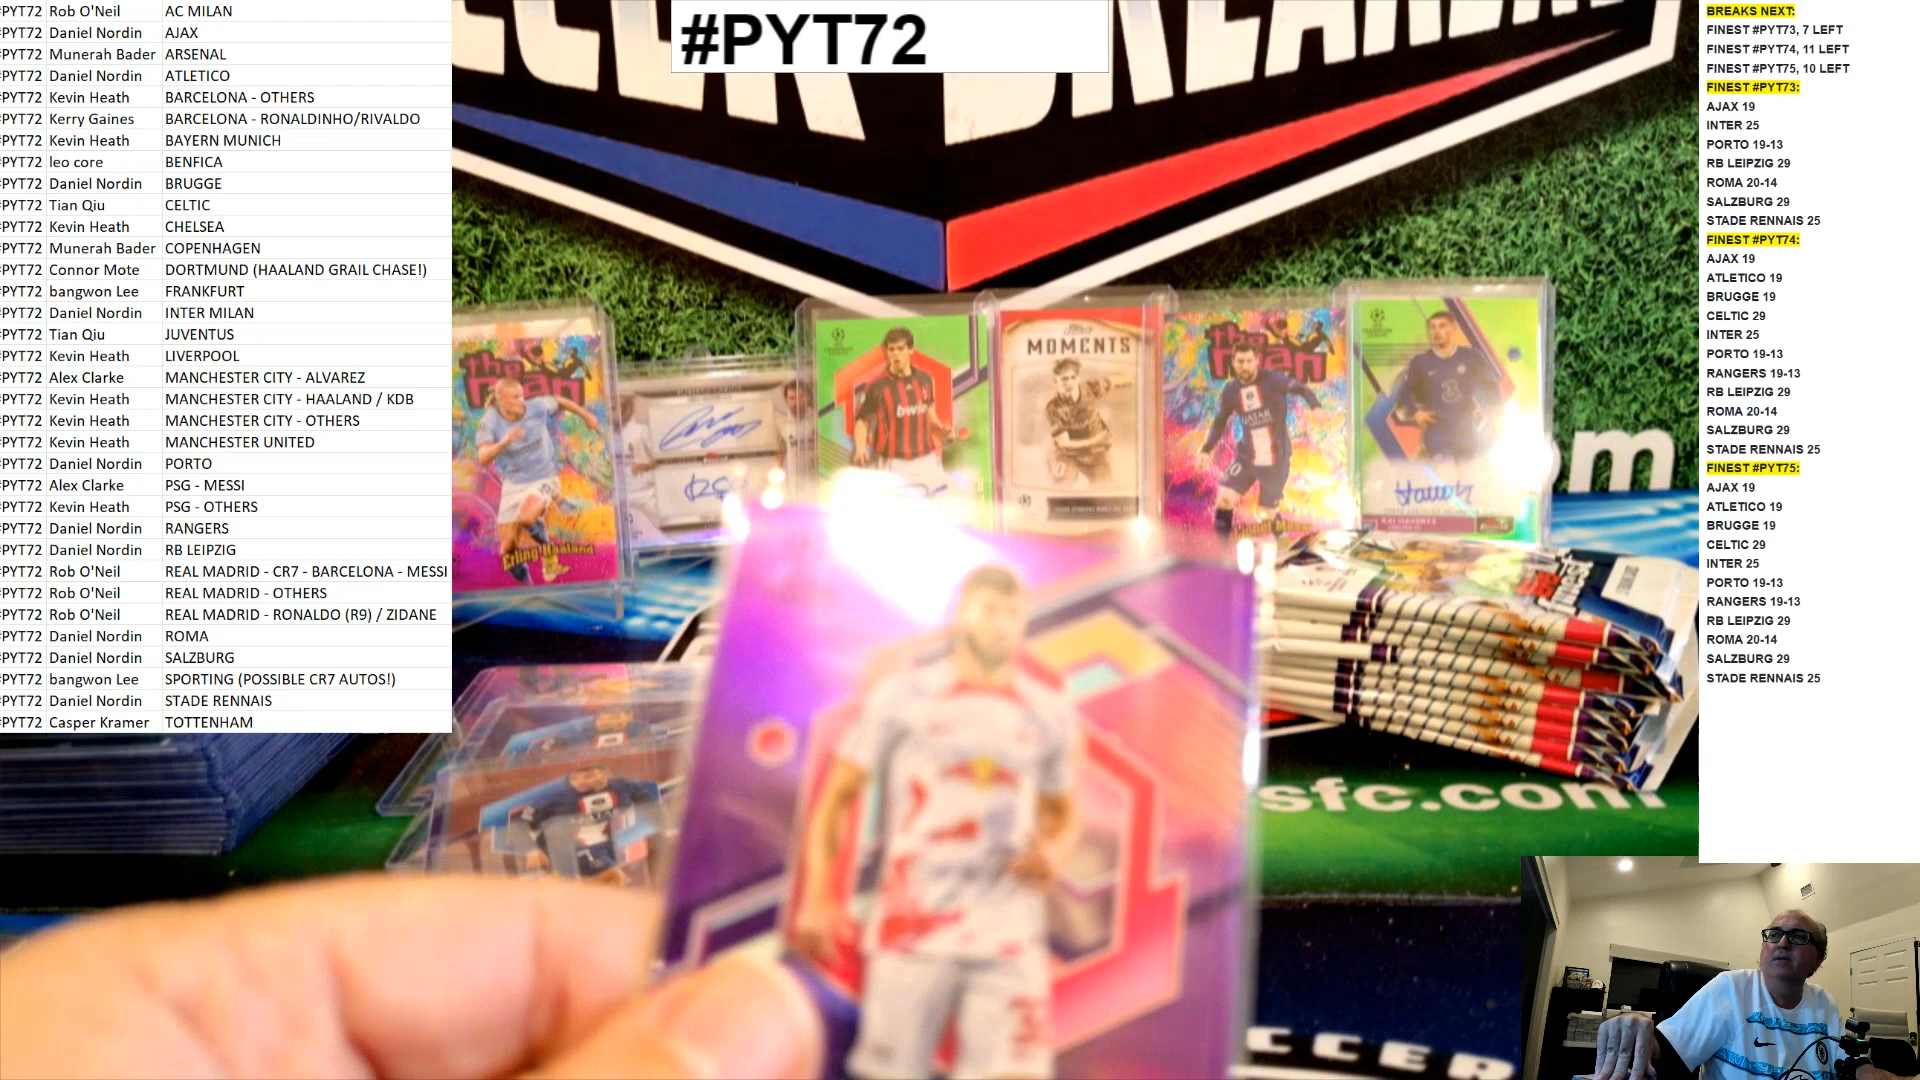 #PYT72 Rob O'Neil AC MILAN
#PYT72 Daniel Nordin AJAX
#PYT72 Munerah Bader ARSENAL
#PYT72 Daniel Nordin ATLETICO
#PYT72 Kevin Heath BARCELONA - OTHERS
#PYT72 Kerry Gaines BARCELONA - RONALDINHO/RIVALDO
#PYT72 Kevin Heath BAYERN MUNICH
#PYT72 leo core BENFICA
#PYT72 Daniel Nordin BRUGGE
#PYT72 Tian Qiu CELTIC
#PYT72 Kevin Heath CHELSEA
#PYT72 Munerah Bader COPENHAGEN
#PYT72 Connor Mote DORTMUND (HAALAND GRAIL CHASE!)
#PYT72 bangwon Lee FRANKFURT
#PYT72 Daniel Nordin INTER MILAN
#PYT72 Tian Qiu JUVENTUS
#PYT72 Kevin Heath LIVERPOOL
#PYT72 Alex Clarke MANCHESTER CITY - ALVAREZ
#PYT72 Kevin Heath MANCHESTER CITY - HAALAND / KDB
#PYT72 Kevin Heath MANCHESTER CITY - OTHERS
#PYT72 Kevin Heath MANCHESTER UNITED
#PYT72 Daniel Nordin PORTO
#PYT72 Alex Clarke PSG - MESSI
#PYT72 Kevin Heath PSG - OTHERS
#PYT72 Daniel Nordin RANGERS
#PYT72 Daniel Nordin RB LEIPZIG
#PYT72 Rob O'Neil REAL MADRID - CR7 - BARCELONA - MESSI
#PYT72 Rob O'Neil REAL MADRID - OTHERS
#PYT72 Rob O'Neil REAL MADRID - RONALDO (R9) / ZIDANE
#PYT72 Daniel Nordin ROMA
#PYT72 Daniel Nordin SALZBURG
#PYT72 bangwon Lee SPORTING (POSSIBLE CR7 AUTOS!)
#PYT72 Daniel Nordin STADE RENNAIS
#PYT72 Casper Kramer TOTTENHAM
#PYT72
the man
Erling Haaland
bwin
MOMENTS
the man
KAI HAVERTZ
m
sfc.com
CCER
BREAKS NEXT:
FINEST #PYT73, 7 LEFT
FINEST #PYT74, 11 LEFT
FINEST #PYT75, 10 LEFT
FINEST #PYT73:
AJAX 19
INTER 25
PORTO 19-13
RB LEIPZIG 29
ROMA 20-14
SALZBURG 29
STADE RENNAIS 25
FINEST #PYT74:
AJAX 19
ATLETICO 19
BRUGGE 19
CELTIC 29
INTER 25
PORTO 19-13
RANGERS 19-13
RB LEIPZIG 29
ROMA 20-14
SALZBURG 29
STADE RENNAIS 25
FINEST #PYT75:
AJAX 19
ATLETICO 19
BRUGGE 19
CELTIC 29
INTER 25
PORTO 19-13
RANGERS 19-13
RB LEIPZIG 29
ROMA 20-14
SALZBURG 29
STADE RENNAIS 25